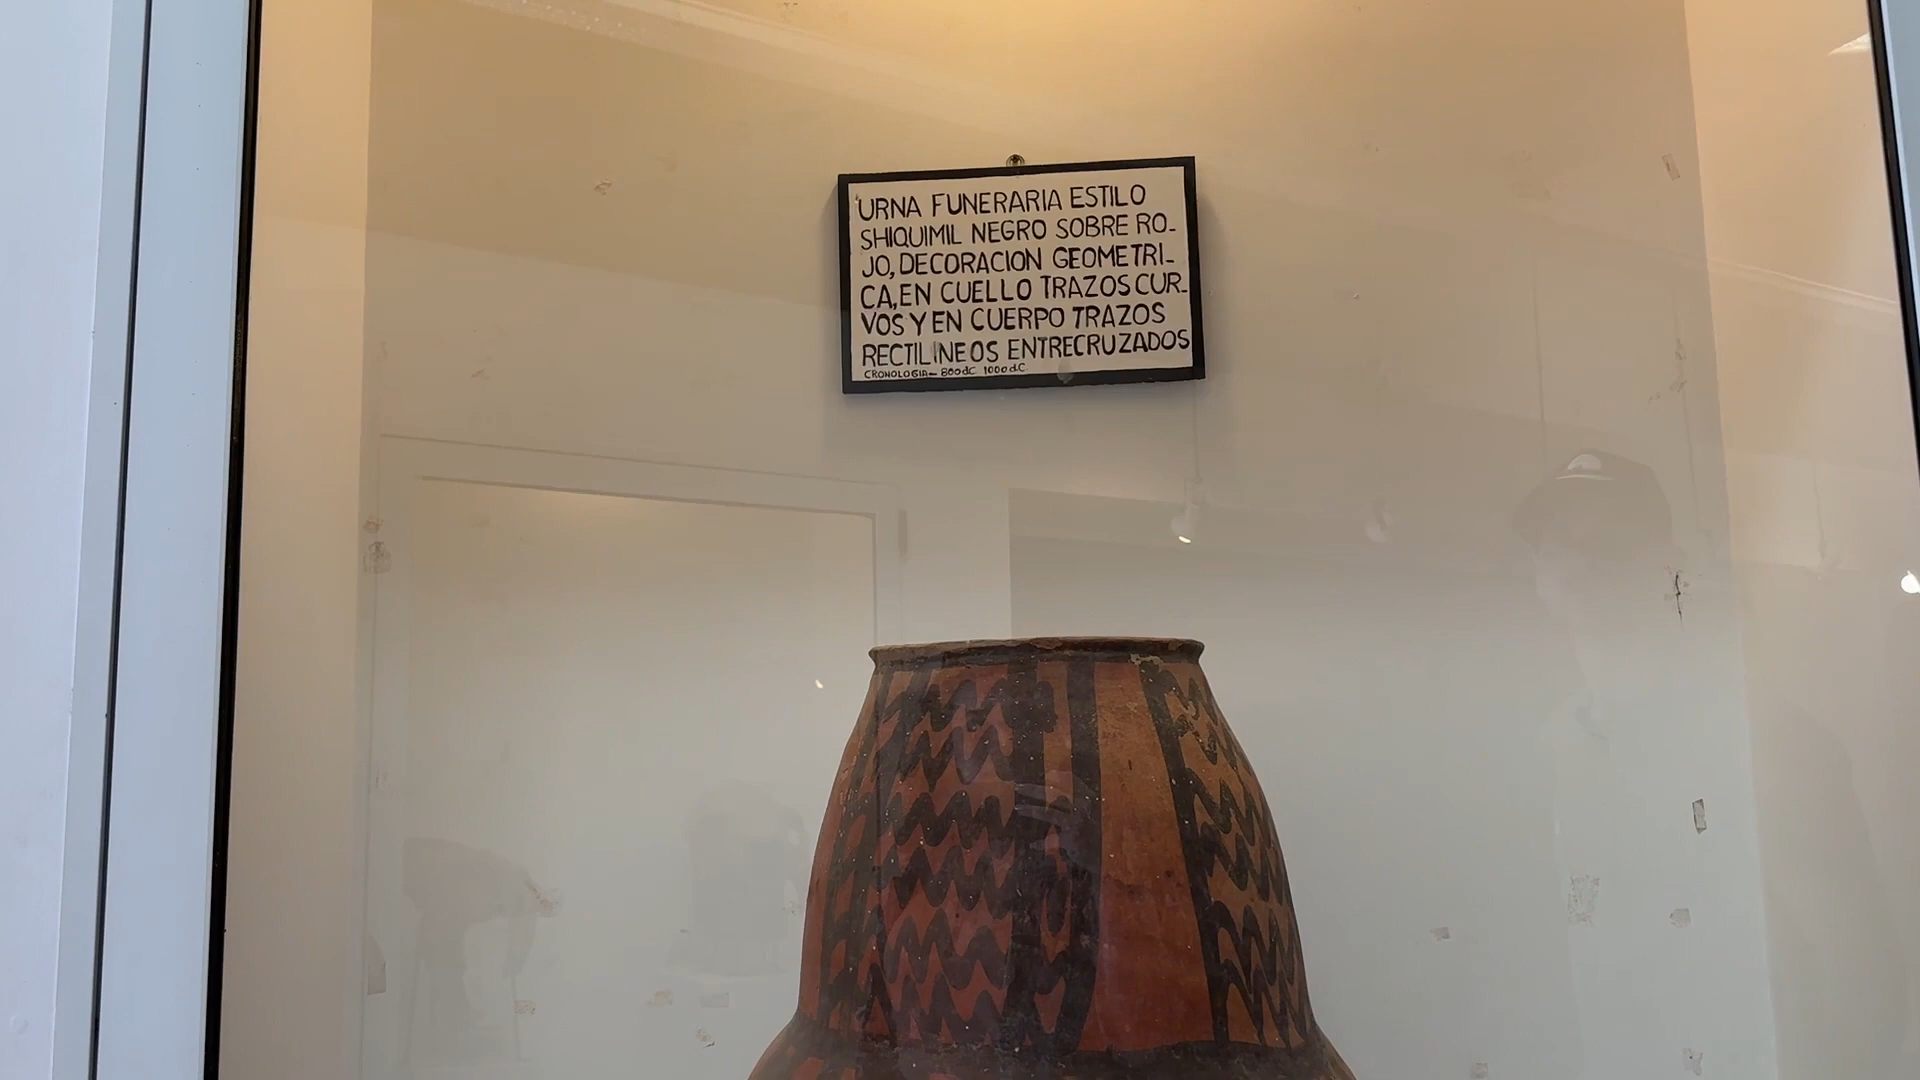 URNA FUNERARIA ESTILO
SHIQUIMIL NEGRO SOBRE RO-
JO, DECORACION GEOMETRI-
CA, EN CUELLO TRAZOS CUR-
VOS Y EN CUERPO TRAZOS
RECTILINEOS ENTRECRUZADOS
CRONOLOGIA- 800dC 1000d.C.